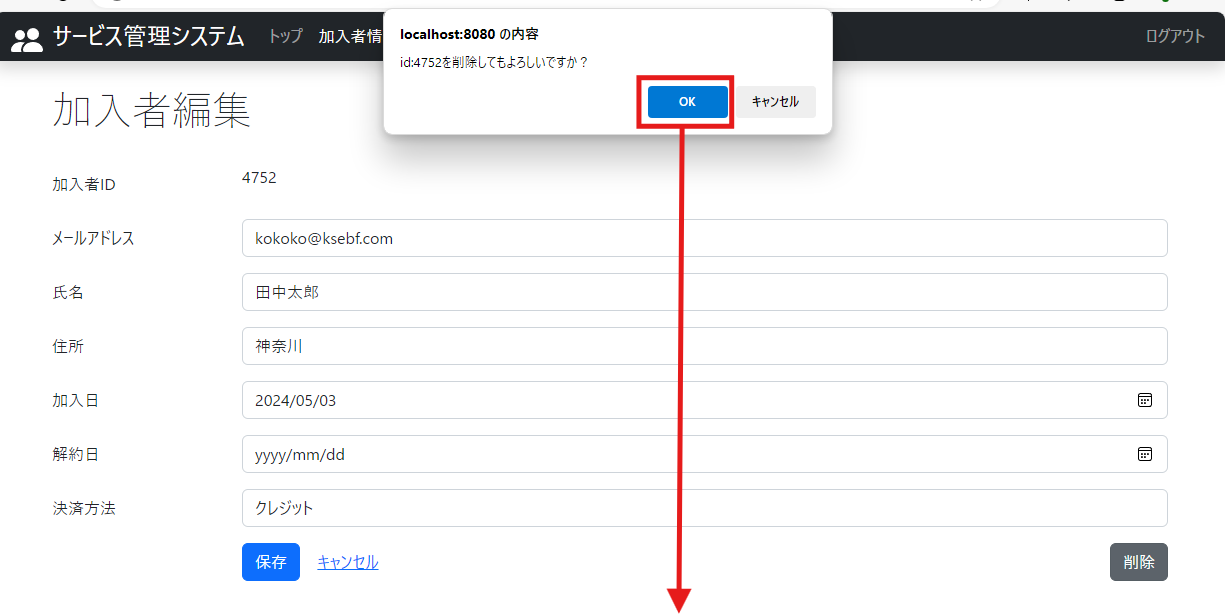 サービス管理システム トップ 加入者情 ログアウト
localhost:8080 の内容
id:4752を削除してもよろしいですか？
OK キャンセル
加入者編集
加入者ID 4752
メールアドレス kokoko@ksebf.com
氏名 田中太郎
住所 神奈川
加入日 2024/05/03
解約日 yyyy/mm/dd
決済方法 クレジット
保存 キャンセル 削除